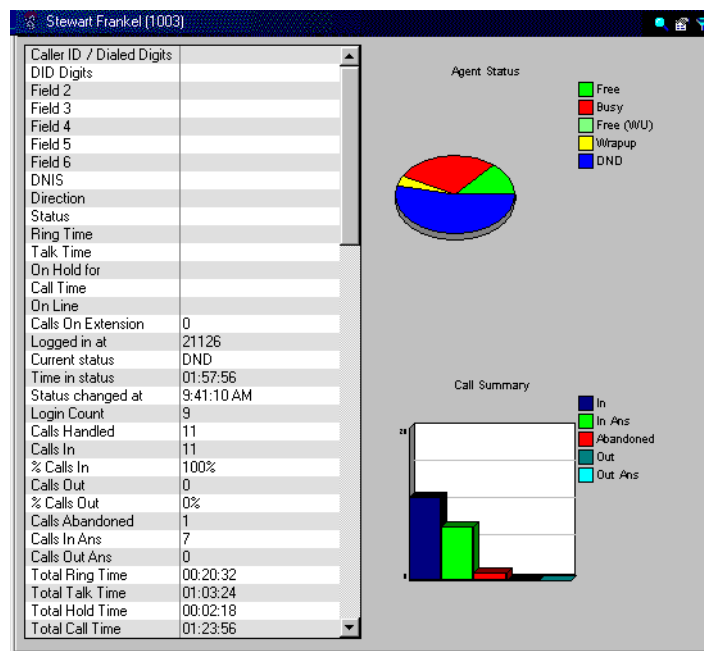 Stewart Frankel (1003)
Caller ID / Dialed Digits
DID Digits
Field 2
Field 3
Field 4
Field 5
Field 6
DNIS
Direction
Status
Ring Time
Talk Time
On Hold for
Call Time
On Line
Calls On Extension 0
Logged in at 21126
Current status DND
Time in status 01:57:56
Status changed at 9:41:10 AM
Login Count 9
Calls Handled 11
Calls In 11
% Calls In 100%
Calls Out 0
% Calls Out 0%
Calls Abandoned 1
Calls In Ans 7
Calls Out Ans 0
Total Ring Time 00:20:32
Total Talk Time 01:03:24
Total Hold Time 00:02:18
Total Call Time 01:23:56
Agent Status
Free
Busy
Free (WU)
Wrapup
DND
Call Summary
20
0
In
In Ans
Abandoned
Out
Out Ans